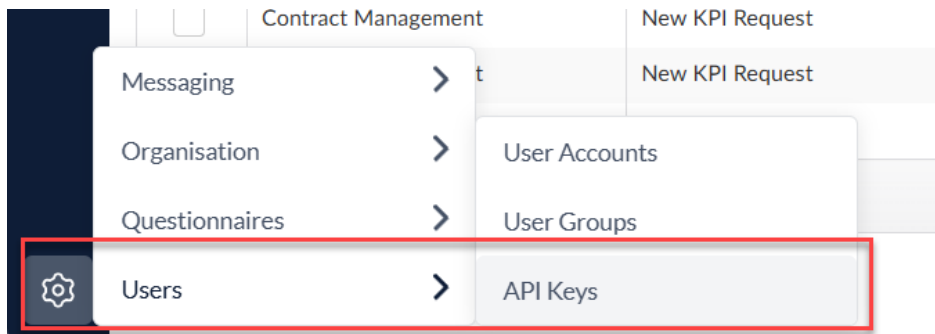 Contract Management
New KPI Request
Messaging
t
New KPI Request
Organisation
User Accounts
Questionnaires
User Groups
Users
API Keys